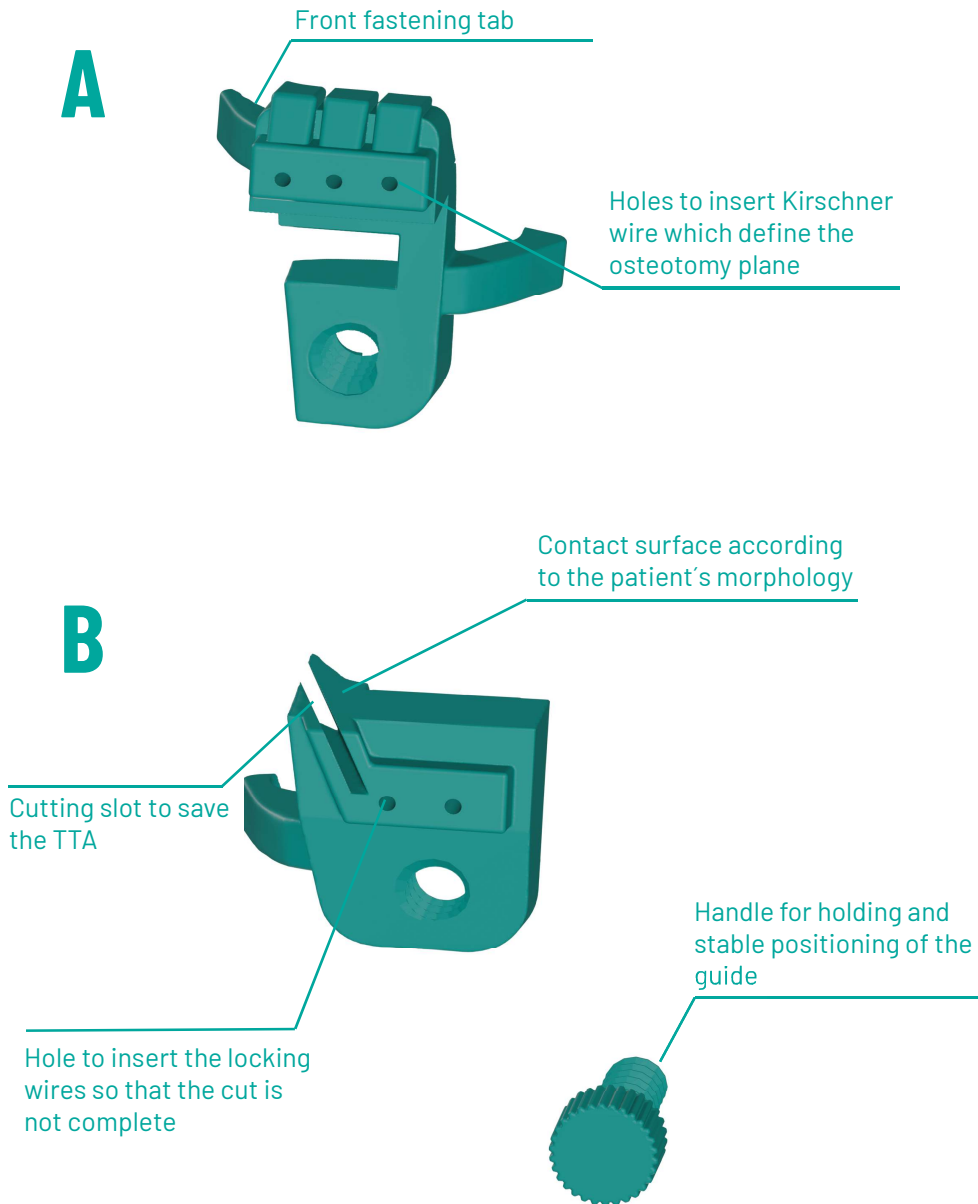 Front fastening tab
A
Holes to insert Kirschner
wire which define the
osteotomy plane
Contact surface according
to the patient´s morphology
B
Cutting slot to save
the TTA
Handle for holding and
stable positioning of the
guide
Hole to insert the locking
wires so that the cut is
not complete